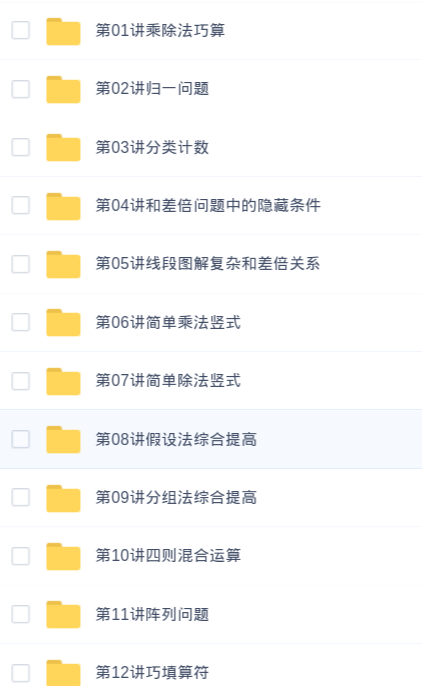 第01讲乘除法巧算
第02讲归一问题
第03讲分类计数
第04讲和差倍问题中的隐藏条件
第05讲线段图解复杂和差倍关系
第06讲简单乘法竖式
第07讲简单除法竖式
第08讲假设法综合提高
第09讲分组法综合提高
第10讲四则混合运算
第11讲阵列问题
第12讲巧填算符